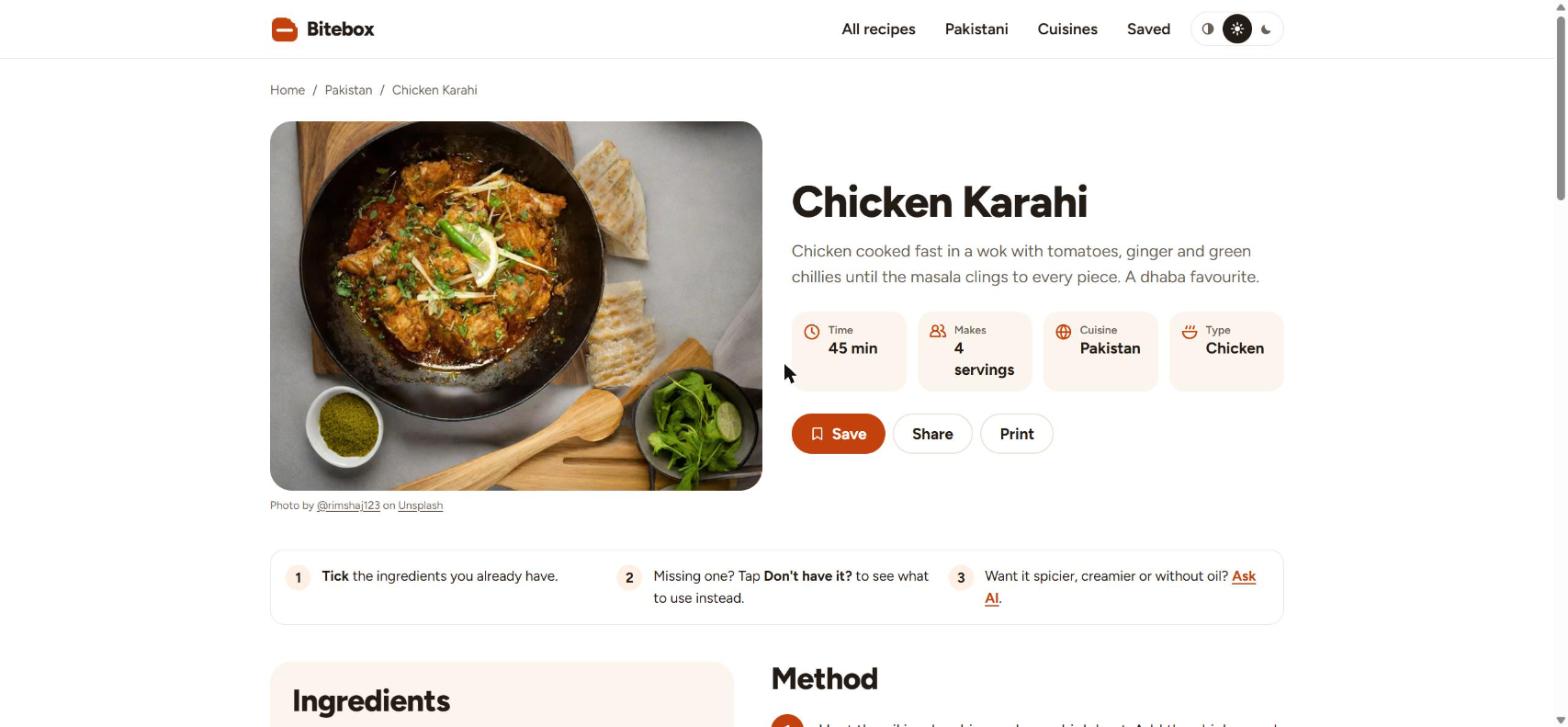 Bitebox
All recipes
Pakistani
Cuisines
Saved
Home / Pakistan / Chicken Karahi
Chicken Karahi
Chicken cooked fast in a wok with tomatoes, ginger and green
chillies until the masala clings to every piece. A dhaba favourite.
Time
45 min
Makes
4
servings
Cuisine
Pakistan
Type
Chicken
Save
Share
Print
Photo by @rimshaj123 on Unsplash
1 Tick the ingredients you already have.
2 Missing one? Tap Don't have it? to see what
to use instead.
3 Want it spicier, creamier or without oil? Ask
AI.
Ingredients
Method